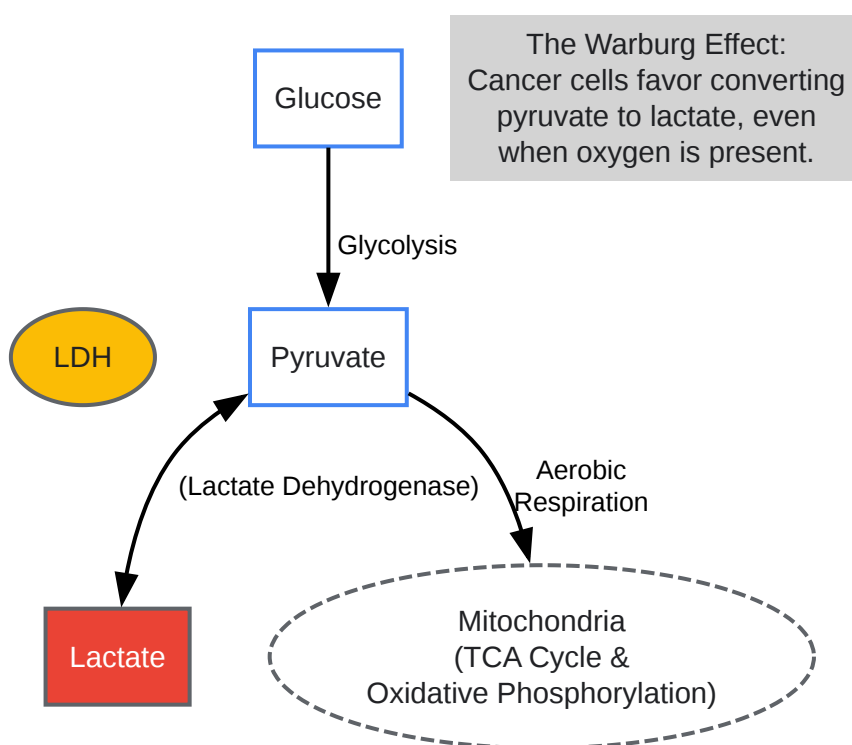 The Warburg Effect:
Cancer cells favor converting
pyruvate to lactate, even
when oxygen is present.
Glucose
Glycolysis
LDH
Pyruvate
(Lactate Dehydrogenase)
Aerobic
Respiration
Lactate
Mitochondria
(TCA Cycle &
Oxidative Phosphorylation)